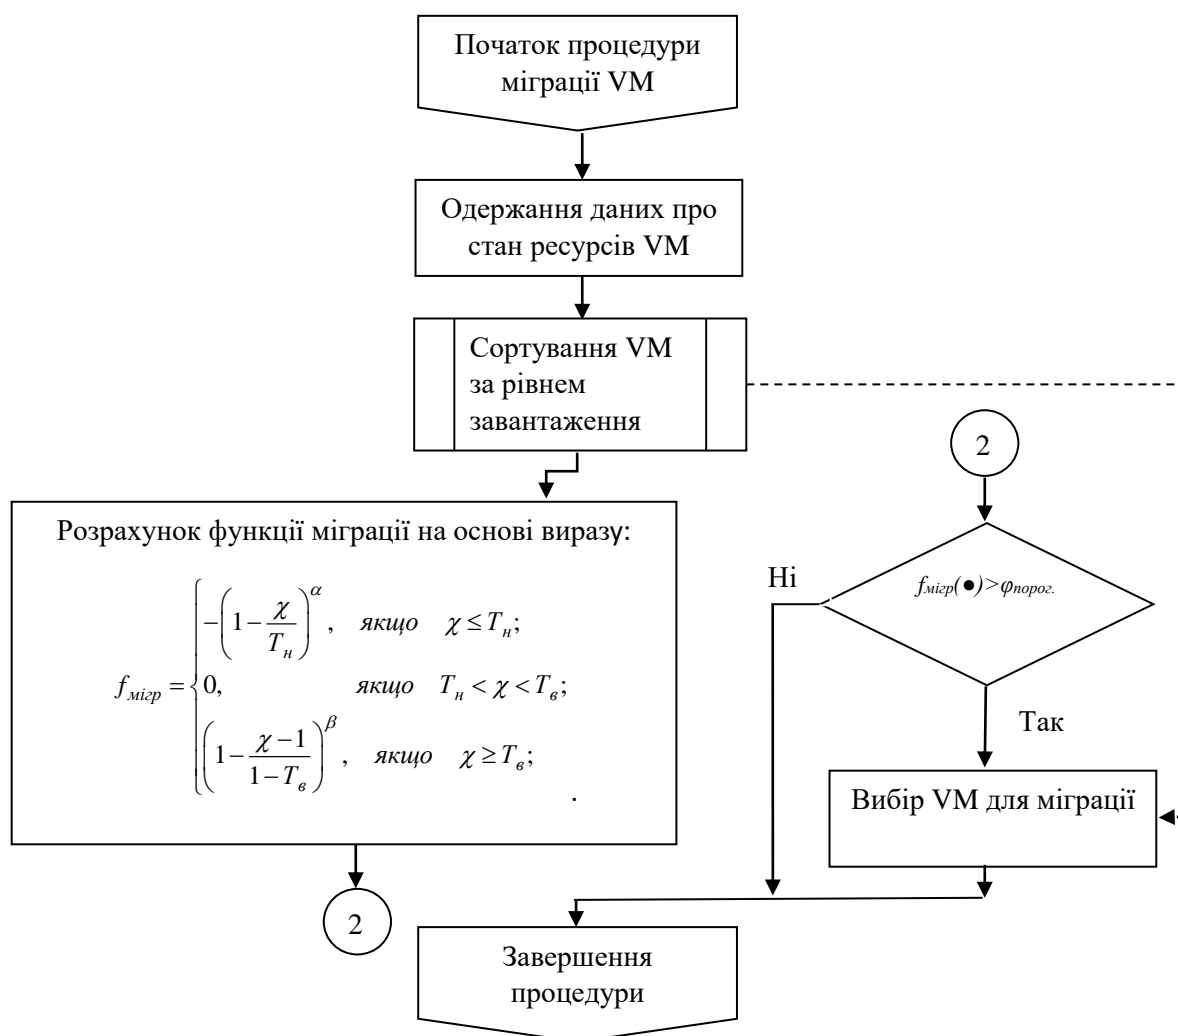 Початок процедури
міграції VM
Одержання даних про
стан ресурсів VM
Сортування VM
за рівнем
завантаження
Розрахунок функції міграції на основі виразу:
f_мігр = { -(1 - χ/T_н)^α, якщо χ ≤ T_н;
0, якщо T_н < χ < T_в;
(1 - (χ - 1)/(1 - T_в))^β, якщо χ ≥ T_в;
.
2
2
f_мігр(●)>φ_порог.
Ні
Так
Вибір VM для міграції
Завершення
процедури